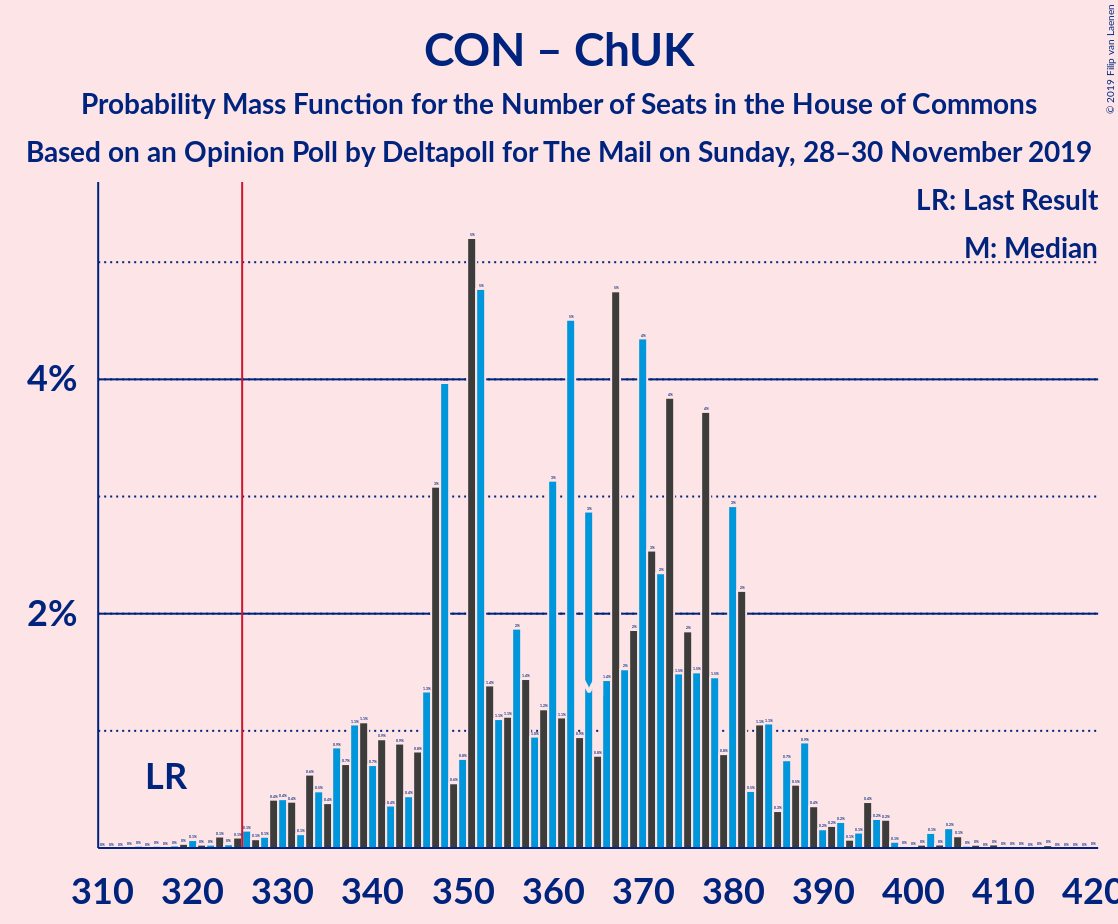 CON – ChUK
Probability Mass Function for the Number of Seats in the House of Commons
Based on an Opinion Poll by Deltapoll for The Mail on Sunday, 28–30 November 2019
© 2019 Filip van Laenen
LR: Last Result
M: Median
4%
2%
LR
310 320 330 340 350 360 370 380 390 400 410 420